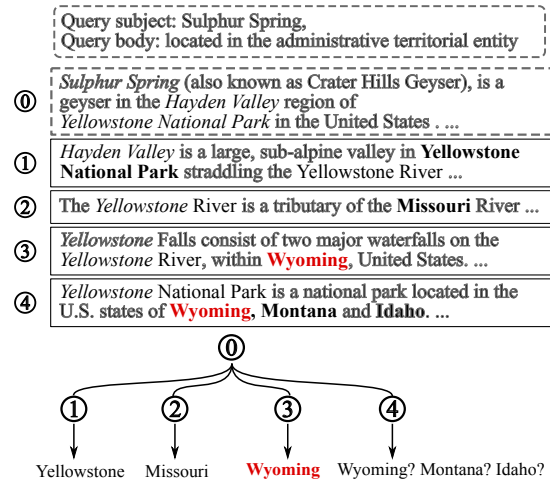 Query subject: Sulphur Spring,
Query body: located in the administrative territorial entity
⓪ Sulphur Spring (also known as Crater Hills Geyser), is a
geyser in the Hayden Valley region of
Yellowstone National Park in the United States . ...
① Hayden Valley is a large, sub-alpine valley in Yellowstone
National Park straddling the Yellowstone River ...
② The Yellowstone River is a tributary of the Missouri River ...
③ Yellowstone Falls consist of two major waterfalls on the
Yellowstone River, within Wyoming, United States. ...
④ Yellowstone National Park is a national park located in the
U.S. states of Wyoming, Montana and Idaho. ...
⓪
① ② ③ ④
Yellowstone Missouri Wyoming Wyoming? Montana? Idaho?